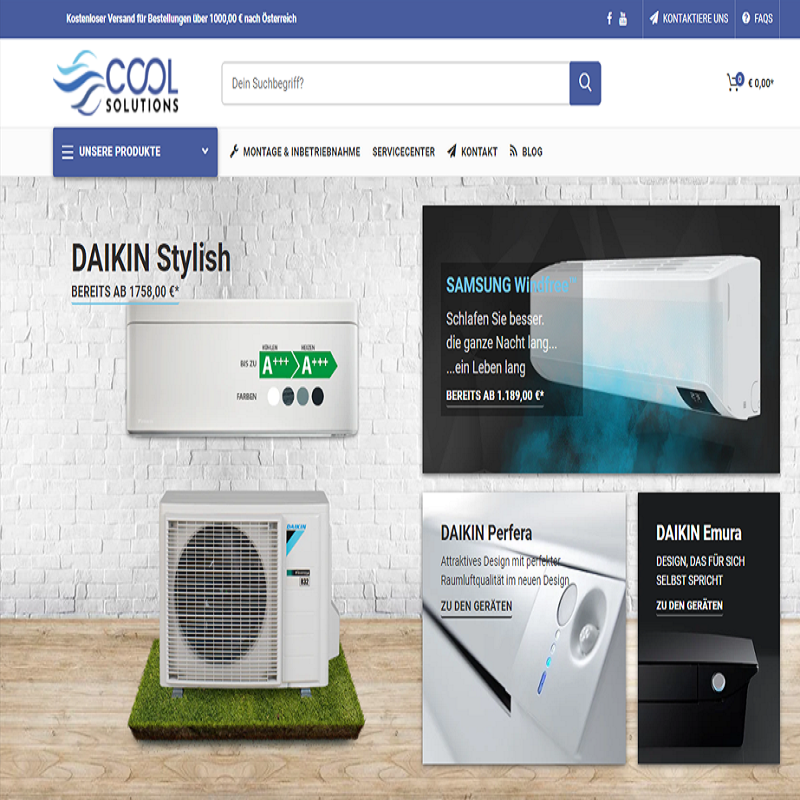 Kostenloser Versand für Bestellungen über 1000,00 € nach Österreich
KONTAKTIERE UNS
FAQS
COOL
SOLUTIONS
Dein Suchbegriff?
0
€ 0,00*
UNSERE PRODUKTE
MONTAGE & INBETRIEBNAHME
SERVICECENTER
KONTAKT
BLOG
DAIKIN Stylish
BEREITS AB 1758,00 €*
KÜHLEN HEIZEN
BIS ZU A+++ A+++
FARBEN
DAIKIN
R32
SAMSUNG Windfree™
Schlafen Sie besser.
die ganze Nacht lang...
...ein Leben lang
BEREITS AB 1.189,00 €*
DAIKIN Perfera
Attraktives Design mit perfekter
Raumluftqualität im neuen Design
ZU DEN GERÄTEN
DAIKIN Emura
DESIGN, DAS FÜR SICH
SELBST SPRICHT
ZU DEN GERÄTEN